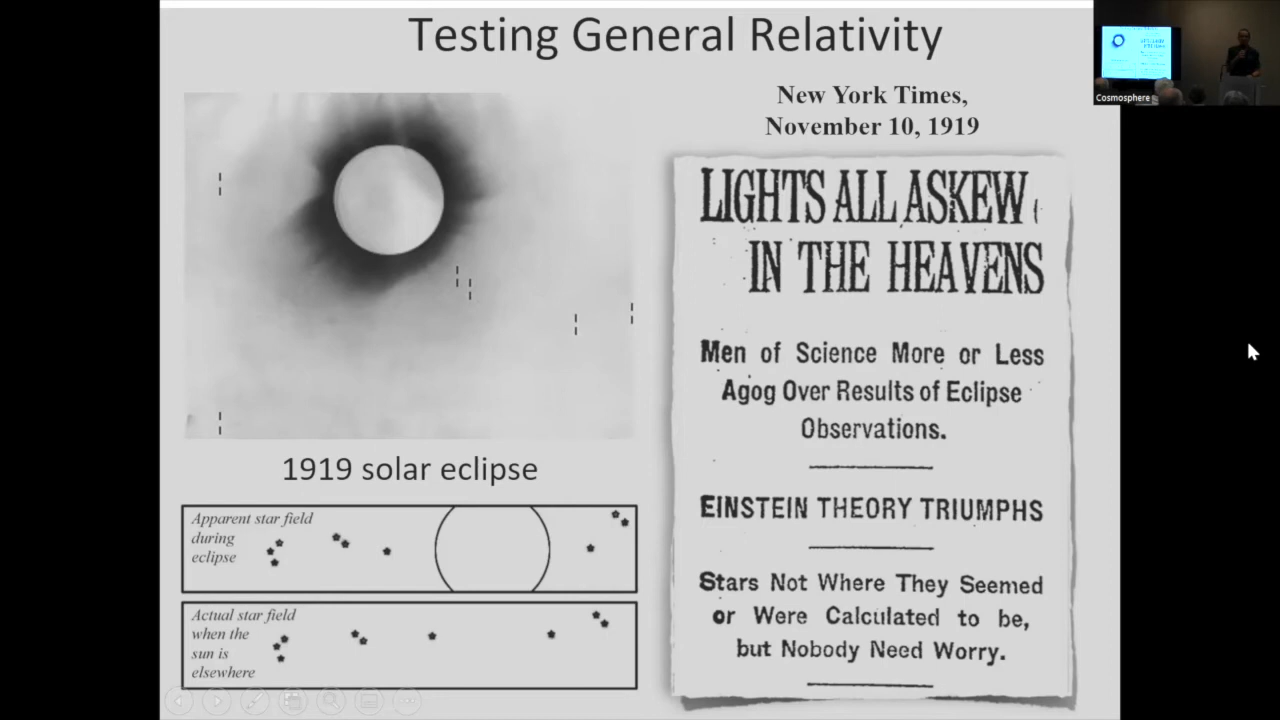 Testing General Relativity
Cosmosphere
New York Times,
November 10, 1919
LIGHTS ALL ASKEW
IN THE HEAVENS
Men of Science More or Less
Agog Over Results of Eclipse
Observations.
EINSTEIN THEORY TRIUMPHS
Stars Not Where They Seemed
or Were Calculated to be,
but Nobody Need Worry.
1919 solar eclipse
Apparent star field
during
eclipse
Actual star field
when the
sun is
elsewhere